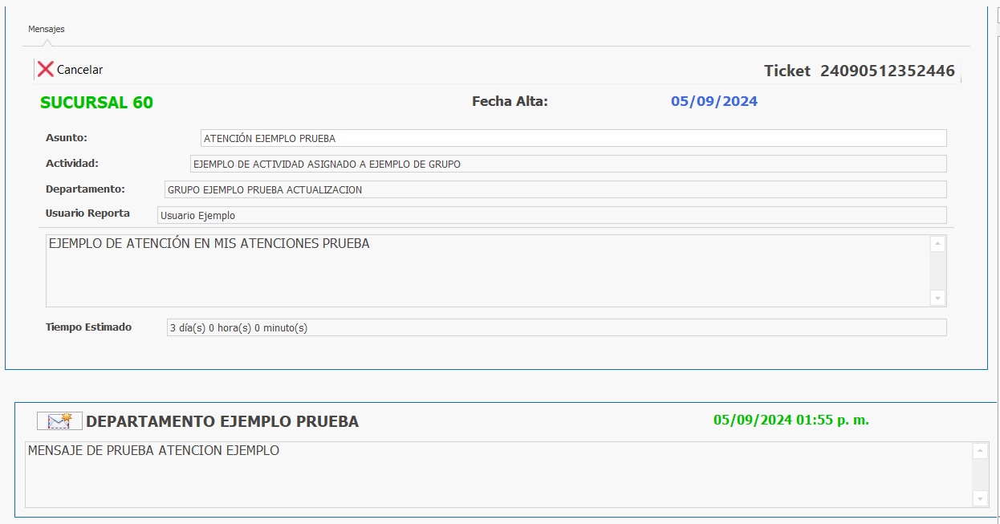 Mensajes
Cancelar
Ticket 24090512352446
SUCURSAL 60
Fecha Alta:
05/09/2024
Asunto:
ATENCIÓN EJEMPLO PRUEBA
Actividad:
EJEMPLO DE ACTIVIDAD ASIGNADO A EJEMPLO DE GRUPO
Departamento:
GRUPO EJEMPLO PRUEBA ACTUALIZACION
Usuario Reporta
Usuario Ejemplo
EJEMPLO DE ATENCIÓN EN MIS ATENCIONES PRUEBA
Tiempo Estimado
3 día(s) 0 hora(s) 0 minuto(s)
DEPARTAMENTO EJEMPLO PRUEBA
05/09/2024 01:55 p. m.
MENSAJE DE PRUEBA ATENCION EJEMPLO